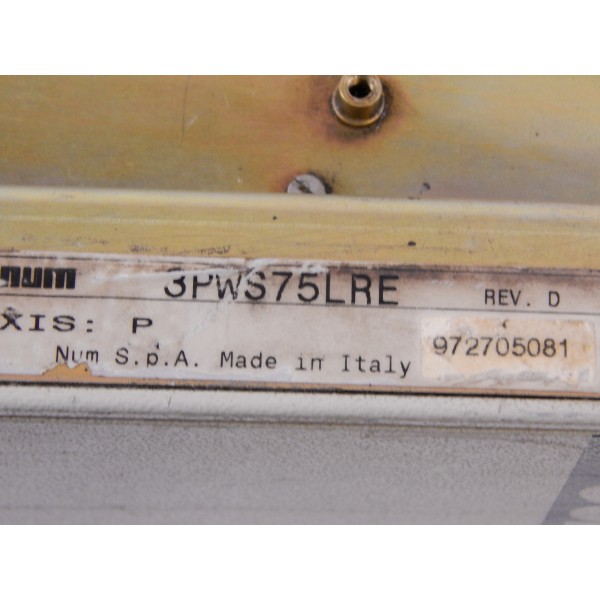 num 3PWS75LRE REV. D
XIS: P
Num S.p.A. Made in Italy 972705081